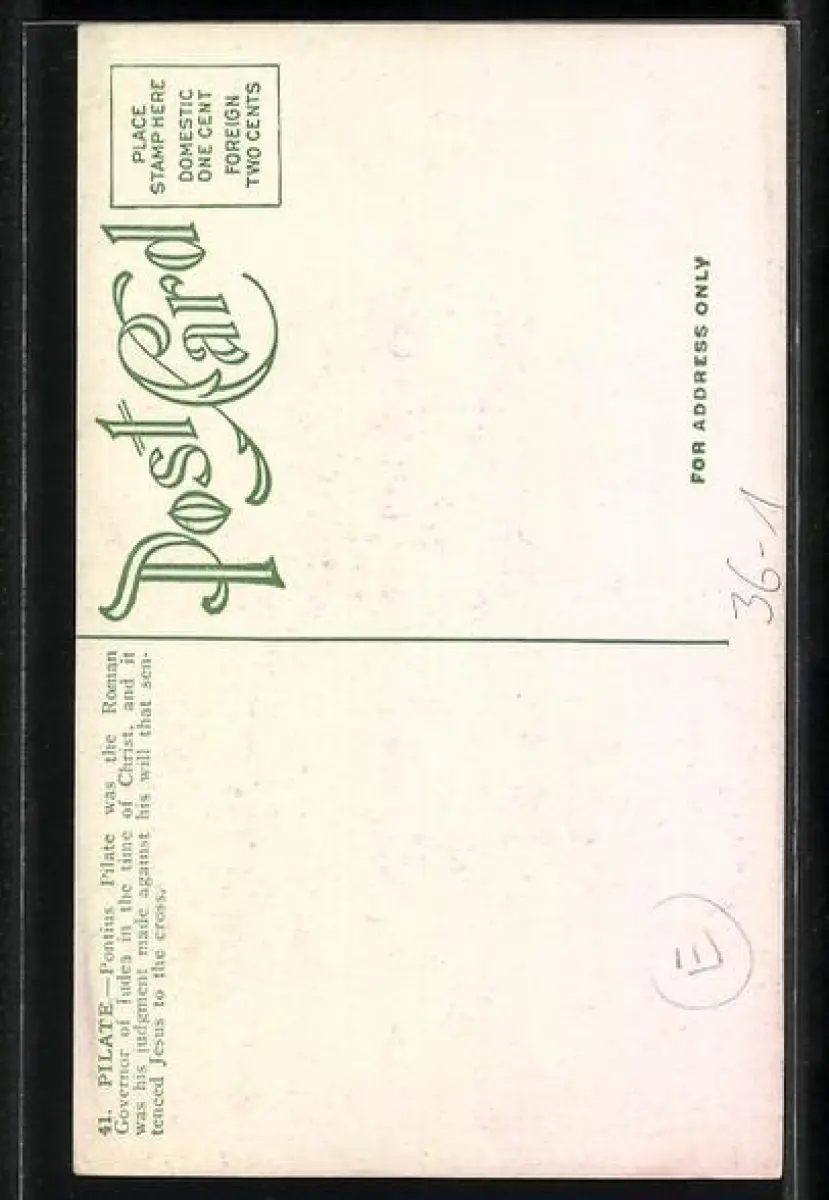 41. PILATE.—Pontius Pilate was the Roman
Governor of Judea in the time of Christ, and it
was his judgment made against his will that sen-
tenced Jesus to the cross.
Post Card
PLACE
STAMP HERE
DOMESTIC
ONE CENT
FOREIGN
TWO CENTS
FOR ADDRESS ONLY
36-1
E